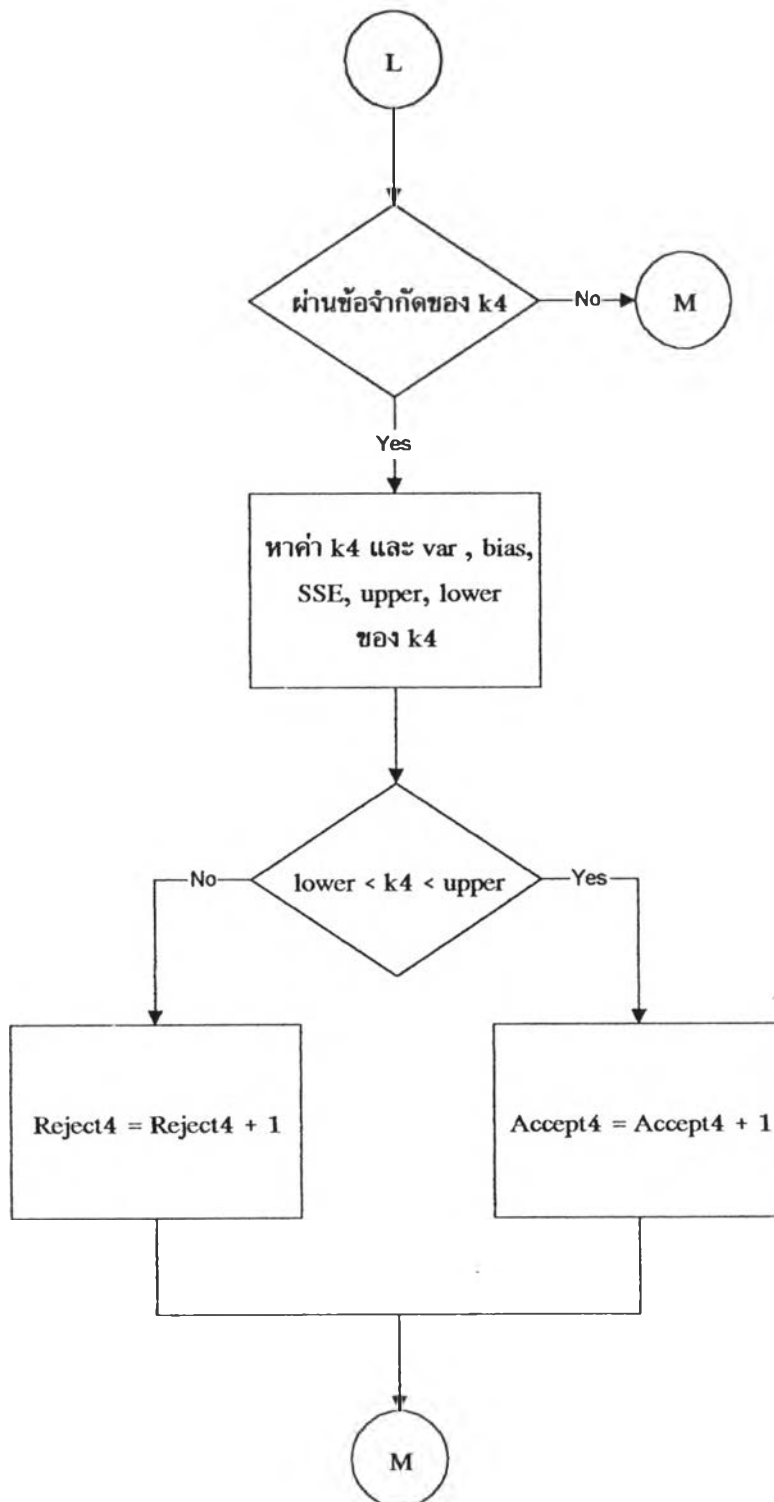 L
ผ่านข้อจำกัดของ k4
No
M
Yes
หาค่า k4 และ var , bias,
SSE, upper, lower
ของ k4
No
lower < k4 < upper
Yes
Reject4 = Reject4 + 1
Accept4 = Accept4 + 1
M